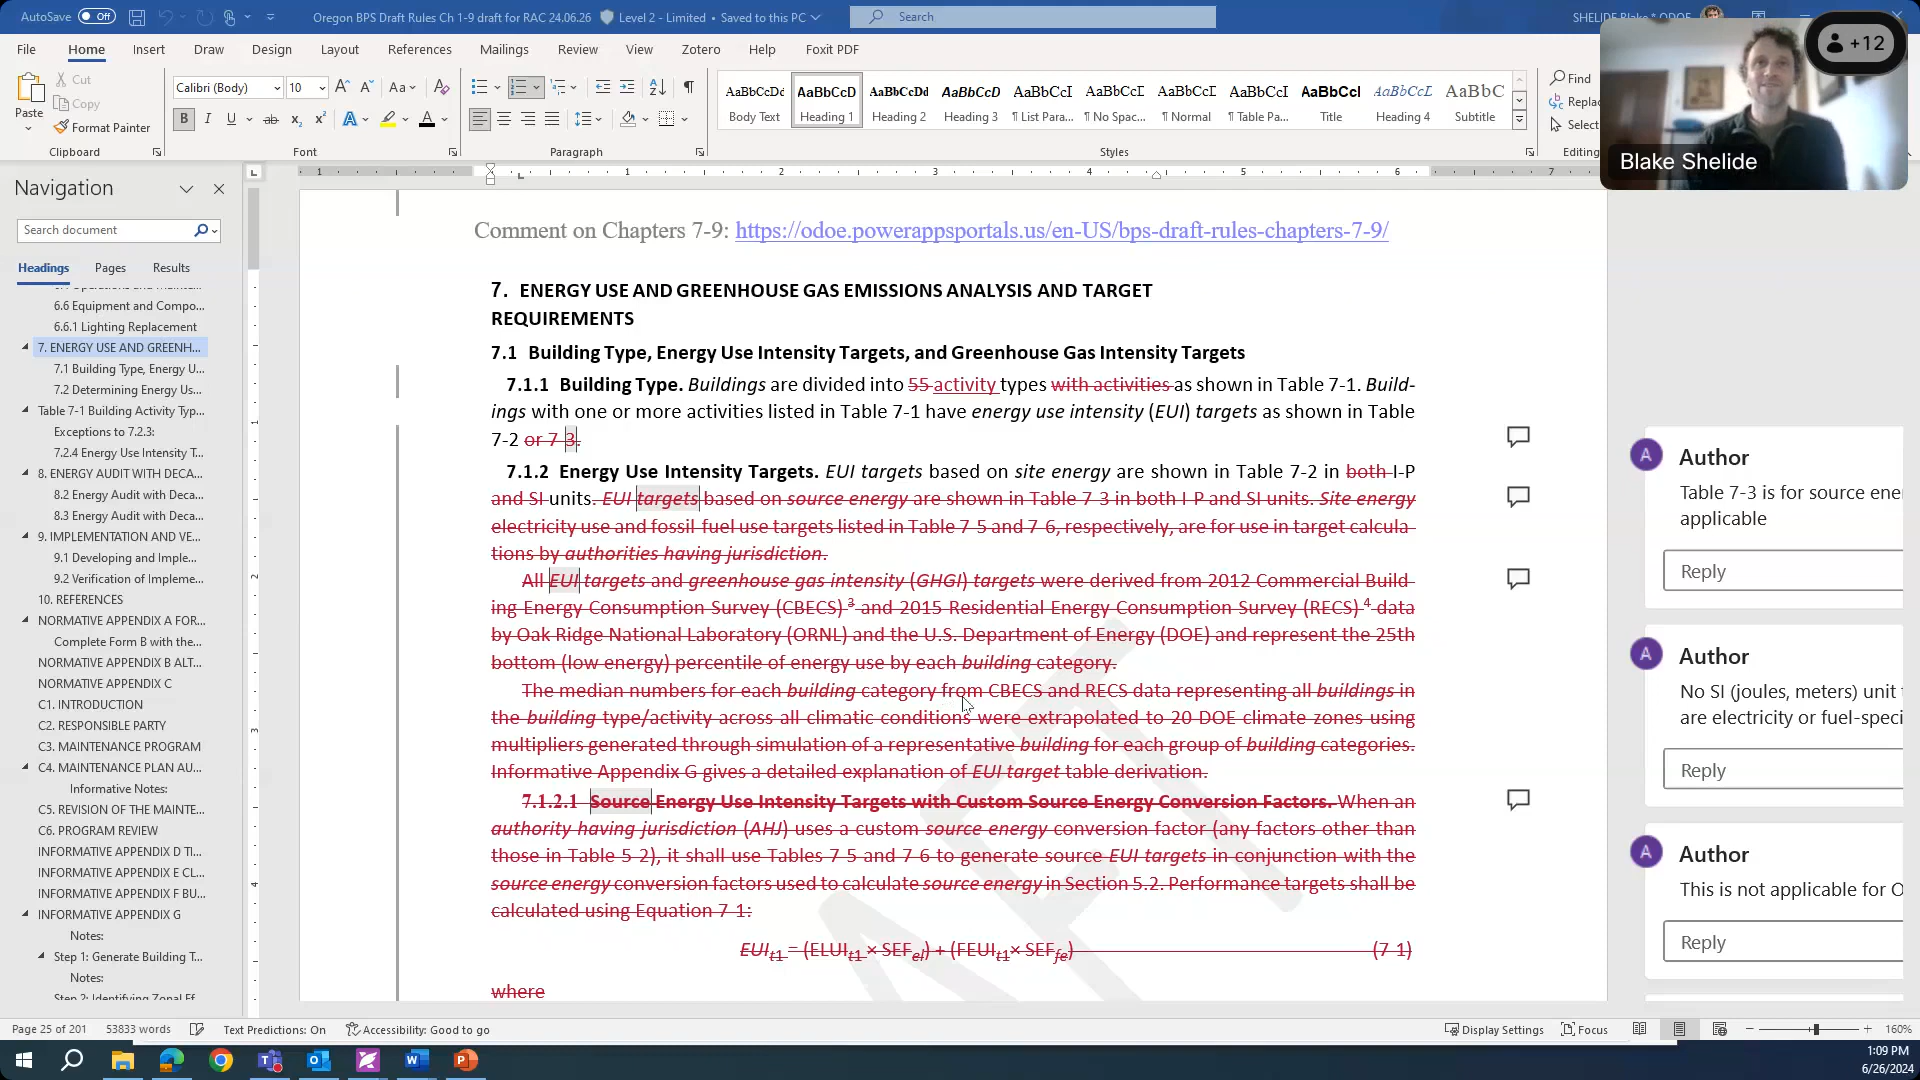 AutoSave Off
Oregon BPS Draft Rules Ch 1-9 draft for RAC 24.06.26
Level 2 - Limited • Saved to this PC
Search
SHELIDE Blake * ODOE
+12
Blake Shelide
File Home Insert Draw Design Layout References Mailings Review View Zotero Help Foxit PDF
Paste
Cut
Copy
Format Painter
Clipboard
Calibri (Body)
10
Font
Paragraph
AaBbCcDd AaBbCcD AaBbCcDd AaBbCcD AaBbCcI AaBbCcI AaBbCcI AaBbCcI AaBbCcI AaBbCcL AaBbC
Body Text Heading 1 Heading 2 Heading 3 ¶ List Para... ¶ No Spac... ¶ Normal ¶ Table Pa... Title Heading 4 Subtitle
Styles
Find
Replac
Select
Editing
Navigation
Search document
Headings Pages Results
6.6 Equipment and Compo...
6.6.1 Lighting Replacement
7. ENERGY USE AND GREENH...
7.1 Building Type, Energy U...
7.2 Determining Energy Us...
Table 7-1 Building Activity Typ...
Exceptions to 7.2.3:
7.2.4 Energy Use Intensity T...
8. ENERGY AUDIT WITH DECA...
8.2 Energy Audit with Deca...
8.3 Energy Audit with Deca...
9. IMPLEMENTATION AND VE...
9.1 Developing and Imple...
9.2 Verification of Impleme...
10. REFERENCES
NORMATIVE APPENDIX A FOR...
Complete Form B with the...
NORMATIVE APPENDIX B ALT...
NORMATIVE APPENDIX C
C1. INTRODUCTION
C2. RESPONSIBLE PARTY
C3. MAINTENANCE PROGRAM
C4. MAINTENANCE PLAN AU...
Informative Notes:
C5. REVISION OF THE MAINTE...
C6. PROGRAM REVIEW
INFORMATIVE APPENDIX D TI...
INFORMATIVE APPENDIX E CL...
INFORMATIVE APPENDIX F BU...
INFORMATIVE APPENDIX G
Notes:
Step 1: Generate Building T...
Notes:
Step 2: Identifying Zonal Ef
Comment on Chapters 7-9: https://odoe.powerappsportals.us/en-US/bps-draft-rules-chapters-7-9/
7. ENERGY USE AND GREENHOUSE GAS EMISSIONS ANALYSIS AND TARGET
REQUIREMENTS
7.1 Building Type, Energy Use Intensity Targets, and Greenhouse Gas Intensity Targets
7.1.1 Building Type. Buildings are divided into 55 activity types with activities as shown in Table 7-1. Build-
ings with one or more activities listed in Table 7-1 have energy use intensity (EUI) targets as shown in Table
7-2 or 7-3.
7.1.2 Energy Use Intensity Targets. EUI targets based on site energy are shown in Table 7-2 in both I-P
and SI units. EUI targets based on source energy are shown in Table 7-3 in both I-P and SI units. Site energy
electricity use and fossil-fuel use targets listed in Table 7-5 and 7-6, respectively, are for use in target calcula-
tions by authorities having jurisdiction.
All EUI targets and greenhouse gas intensity (GHGI) targets were derived from 2012 Commercial Build-
ing Energy Consumption Survey (CBECS) 3 and 2015 Residential Energy Consumption Survey (RECS) 4 data
by Oak Ridge National Laboratory (ORNL) and the U.S. Department of Energy (DOE) and represent the 25th
bottom (low energy) percentile of energy use by each building category.
The median numbers for each building category from CBECS and RECS data representing all buildings in
the building type/activity across all climatic conditions were extrapolated to 20 DOE climate zones using
multipliers generated through simulation of a representative building for each group of building categories.
Informative Appendix G gives a detailed explanation of EUI target table derivation.
7.1.2.1 Source Energy Use Intensity Targets with Custom Source Energy Conversion Factors. When an
authority having jurisdiction (AHJ) uses a custom source energy conversion factor (any factors other than
those in Table 5-2), it shall use Tables 7-5 and 7-6 to generate source EUI targets in conjunction with the
source energy conversion factors used to calculate source energy in Section 5.2. Performance targets shall be
calculated using Equation 7-1:
EUIt1 = (ELUIt1 × SEFel) + (FEUIt1 × SEFfe) (7-1)
where
Author
Table 7-3 is for source ener
applicable
Reply
Author
No SI (joules, meters) unit
are electricity or fuel-speci
Reply
Author
This is not applicable for O
Reply
Page 25 of 201
53833 words
Text Predictions: On
Accessibility: Good to go
Display Settings
Focus
160%
1:09 PM
6/26/2024